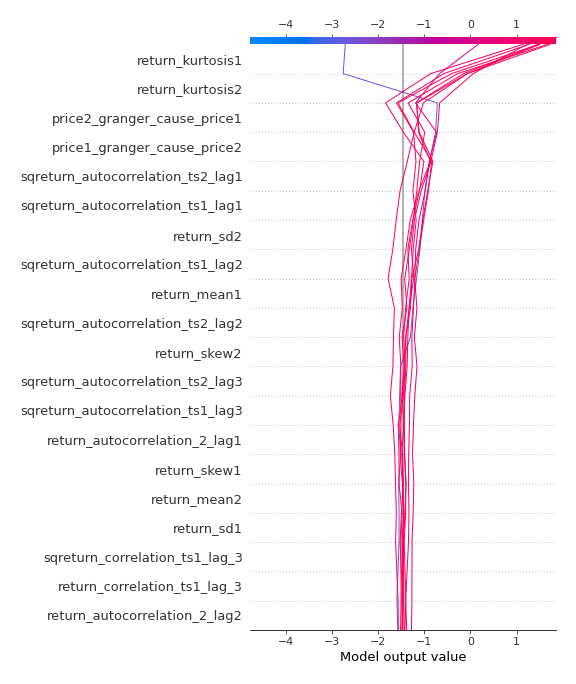 −4 −3 −2 −1 0 1
return_kurtosis1
return_kurtosis2
price2_granger_cause_price1
price1_granger_cause_price2
sqreturn_autocorrelation_ts2_lag1
sqreturn_autocorrelation_ts1_lag1
return_sd2
sqreturn_autocorrelation_ts1_lag2
return_mean1
sqreturn_autocorrelation_ts2_lag2
return_skew2
sqreturn_autocorrelation_ts2_lag3
sqreturn_autocorrelation_ts1_lag3
return_autocorrelation_2_lag1
return_skew1
return_mean2
return_sd1
sqreturn_correlation_ts1_lag_3
return_correlation_ts1_lag_3
return_autocorrelation_2_lag2
−4 −3 −2 −1 0 1
Model output value